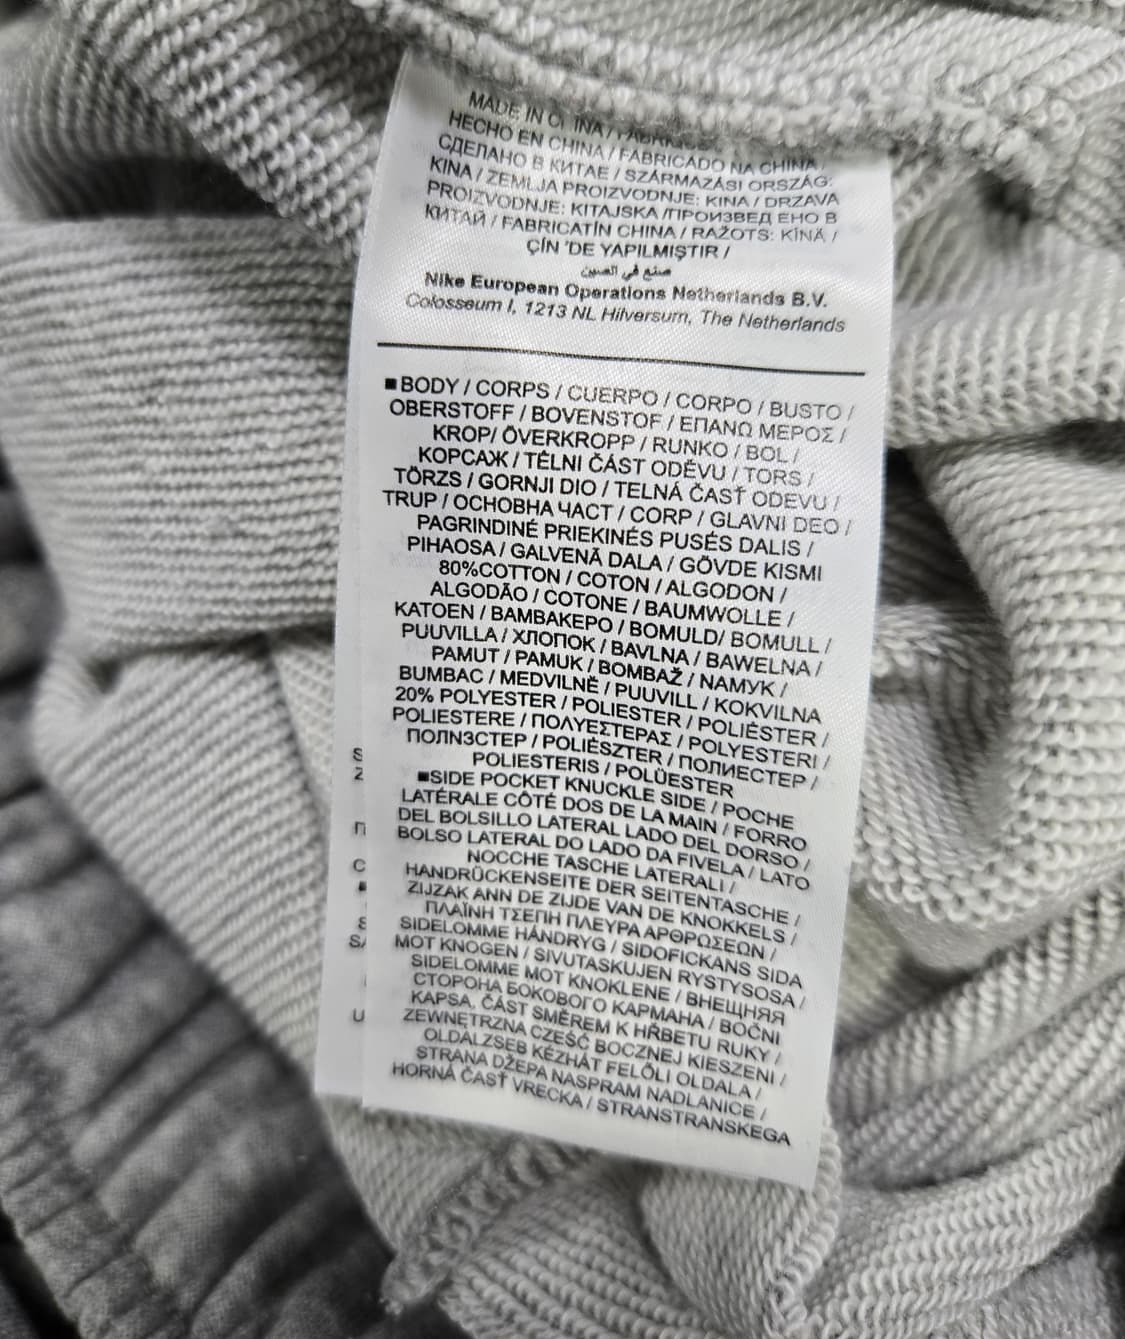 MADE IN CHINA /
HECHO EN CHINA / FABRICADO NA CHINA /
СДЕЛАНО В КИТАЕ / SZÁRMAZÁSI ORSZÁG:
KINA / ZEMLJA PROIZVODNJE: KINA / DRZAVA
PROIZVODNJE: KITAJSKA /ПРОИЗВЕД ЕНО В
КИТАЙ / FABRICATÍN CHINA / RAŽOTS: KĪNĀ /
ÇİN 'DE YAPILMIŞTIR /
صنع في الصين
Nike European Operations Netherlands B.V.
Colosseum I, 1213 NL Hilversum, The Netherlands
■BODY / CORPS / CUERPO / CORPO / BUSTO /
OBERSTOFF / BOVENSTOF / ΕΠΑΝΩ ΜΕΡΟΣ /
KROP/ ÖVERKROPP / RUNKO / BOL /
КОРСАЖ / TĚLNI ČÁST ODĚVU / TORS /
TÖRZS / GORNJI DIO / TELNÁ ČASŤ ODEVU /
TRUP / ОСНОВНА ЧАСТ / CORP / GLAVNI DEO /
PAGRINDINĖ PRIEKINĖS PUSĖS DALIS /
PIHAOSA / GALVENĀ DALA / GÖVDE KISMI
80%COTTON / COTON / ALGODON /
ALGODÃO / COTONE / BAUMWOLLE /
KATOEN / ΒΑΜΒΑΚΕΡΟ / BOMULD/ BOMULL /
PUUVILLA / ХЛОПОК / BAVLNA / BAWELNA /
PAMUT / PAMUK / BOMBAŽ / ПАМУК /
BUMBAC / MEDVILNĖ / PUUVILL / KOKVILNA
20% POLYESTER / POLIESTER / POLIÉSTER /
POLIESTERE / ΠΟΛΥΕΣΤΕΡΑΣ / POLYESTERI /
ПОЛНЗСТЕР / POLIÉSZTER / ПОЛИЕСТЕР /
POLIESTERIS / POLÜESTER
■SIDE POCKET KNUCKLE SIDE / POCHE
LATÉRALE CÔTÉ DOS DE LA MAIN / FORRO
DEL BOLSILLO LATERAL LADO DEL DORSO /
BOLSO LATERAL DO LADO DA FIVELA / LATO
NOCCHE TASCHE LATERALI /
HANDRÜCKENSEITE DER SEITENTASCHE /
ZIJZAK ANN DE ZIJDE VAN DE KNOKKELS /
ΠΛΑΪΝΗ ΤΣΕΠΗ ΠΛΕΥΡΑ ΑΡΘΡΩΣΕΩΝ /
SIDELOMME HÅNDRYG / SIDOFICKANS SIDA
MOT KNOGEN / SIVUTASKUJEN RYSTYSOSA /
SIDELOMME MOT KNOKLENE / ВНЕЩНЯЯ
СТОРОНА БОКОВОГО КАРМАНА / BOČNI
KAPSA, ČÁST SMĚREM K HŘBETU RUKY /
ZEWNĘTRZNA CZEŚĆ BOCZNEJ KIESZENI /
OLDÁLZSEB KÉZHÁT FELŐLI OLDALA /
STRANA DŽEPA NASPRAM NADLANICE /
HORNÁ ČASŤ VRECKA / STRANSTRANSKEGA